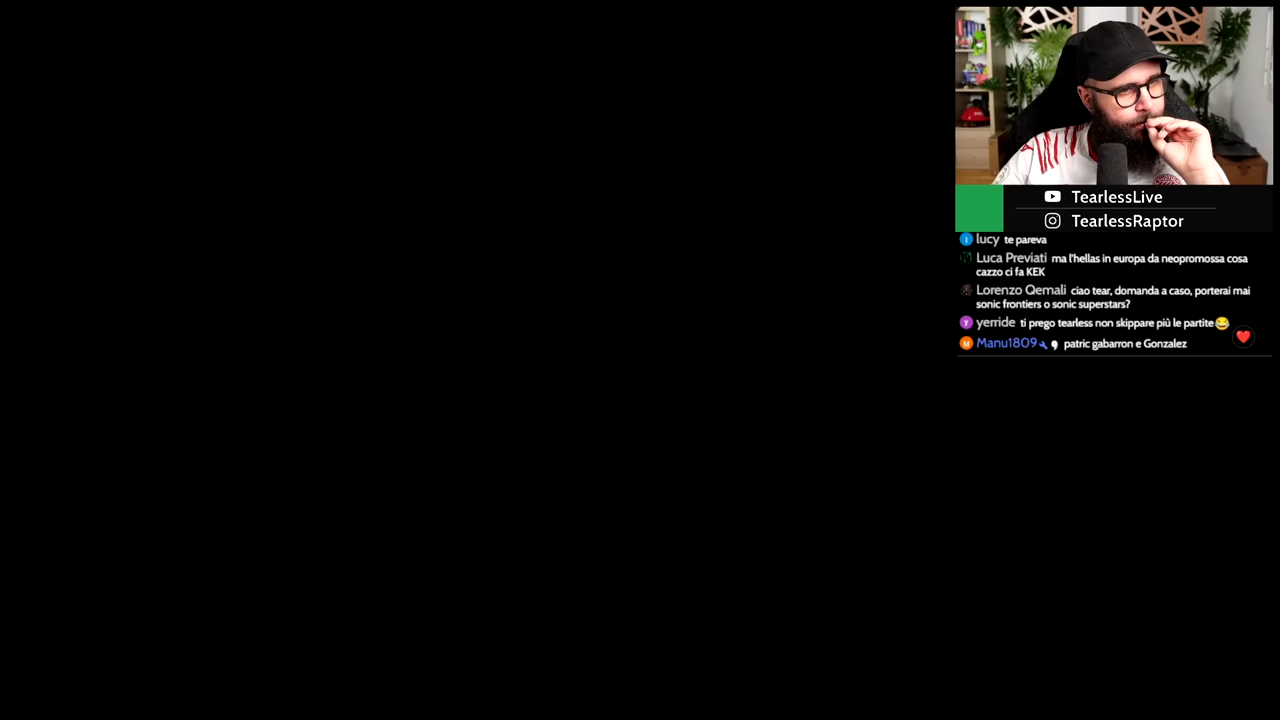 TearlessLive
TearlessRaptor
lucy te pareva
Luca Previati ma l'hellas in europa da neopromossa cosa
cazzo ci fa KEK
Lorenzo Qemali ciao tear, domanda a caso, porterai mai
sonic frontiers o sonic superstars?
yerride ti prego tearless non skippare più le partite😂
Manu1809 patric gabarron e Gonzalez